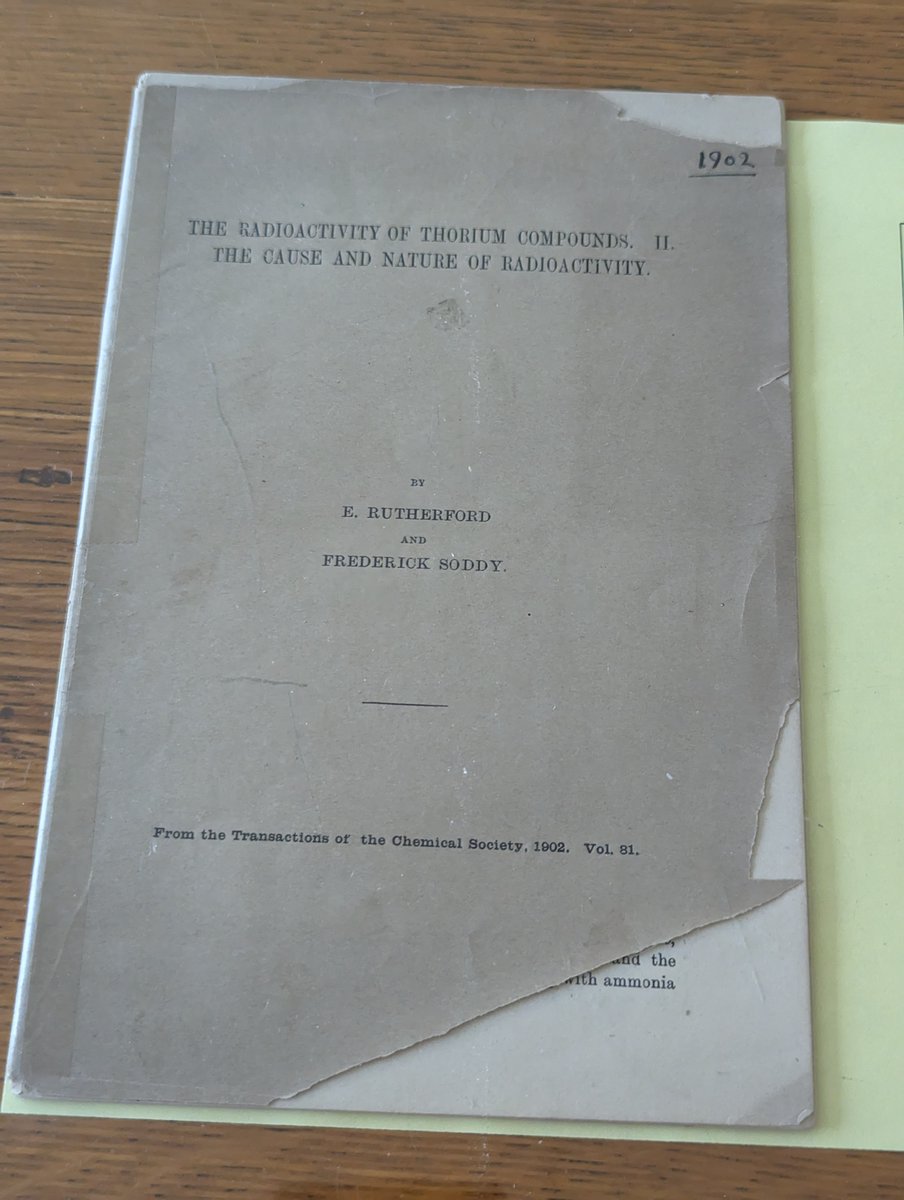 1902
THE RADIOACTIVITY OF THORIUM COMPOUNDS. II.
THE CAUSE AND NATURE OF RADIOACTIVITY.
BY
E. RUTHERFORD
AND
FREDERICK SODDY.
From the Transactions of the Chemical Society, 1902. Vol. 81.
and the
with ammonia